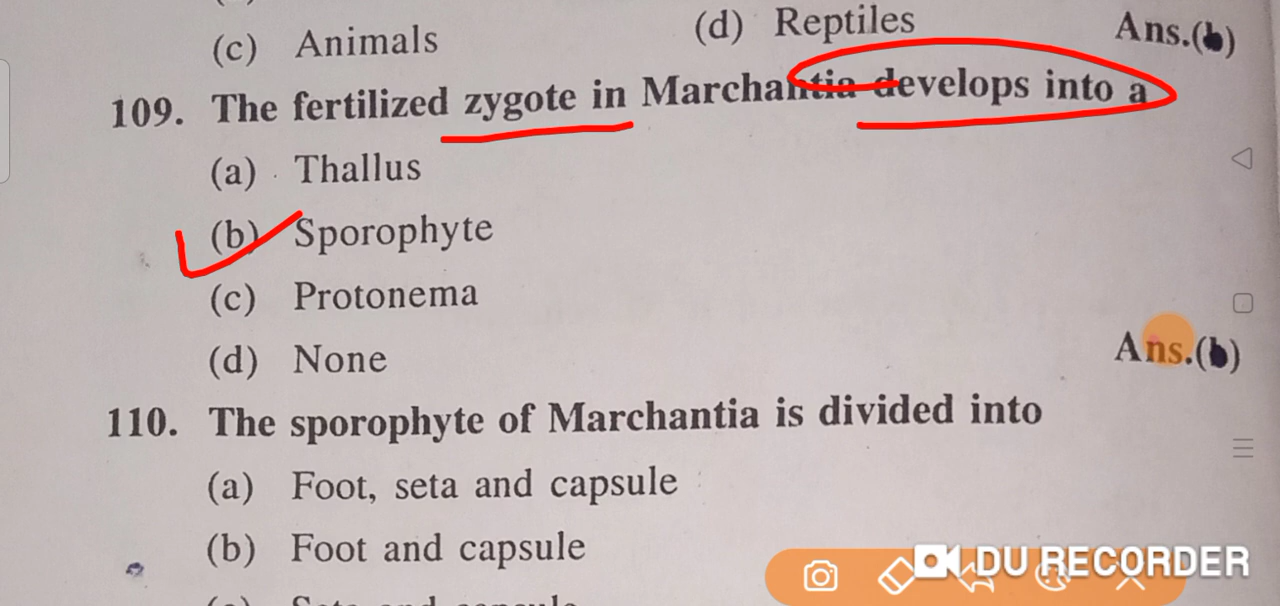 (c) Animals (d) Reptiles Ans.(b)
109. The fertilized zygote in Marchantia develops into a
(a) Thallus
(b) Sporophyte
(c) Protonema
(d) None Ans.(b)
110. The sporophyte of Marchantia is divided into
(a) Foot, seta and capsule
(b) Foot and capsule
DU RECORDER